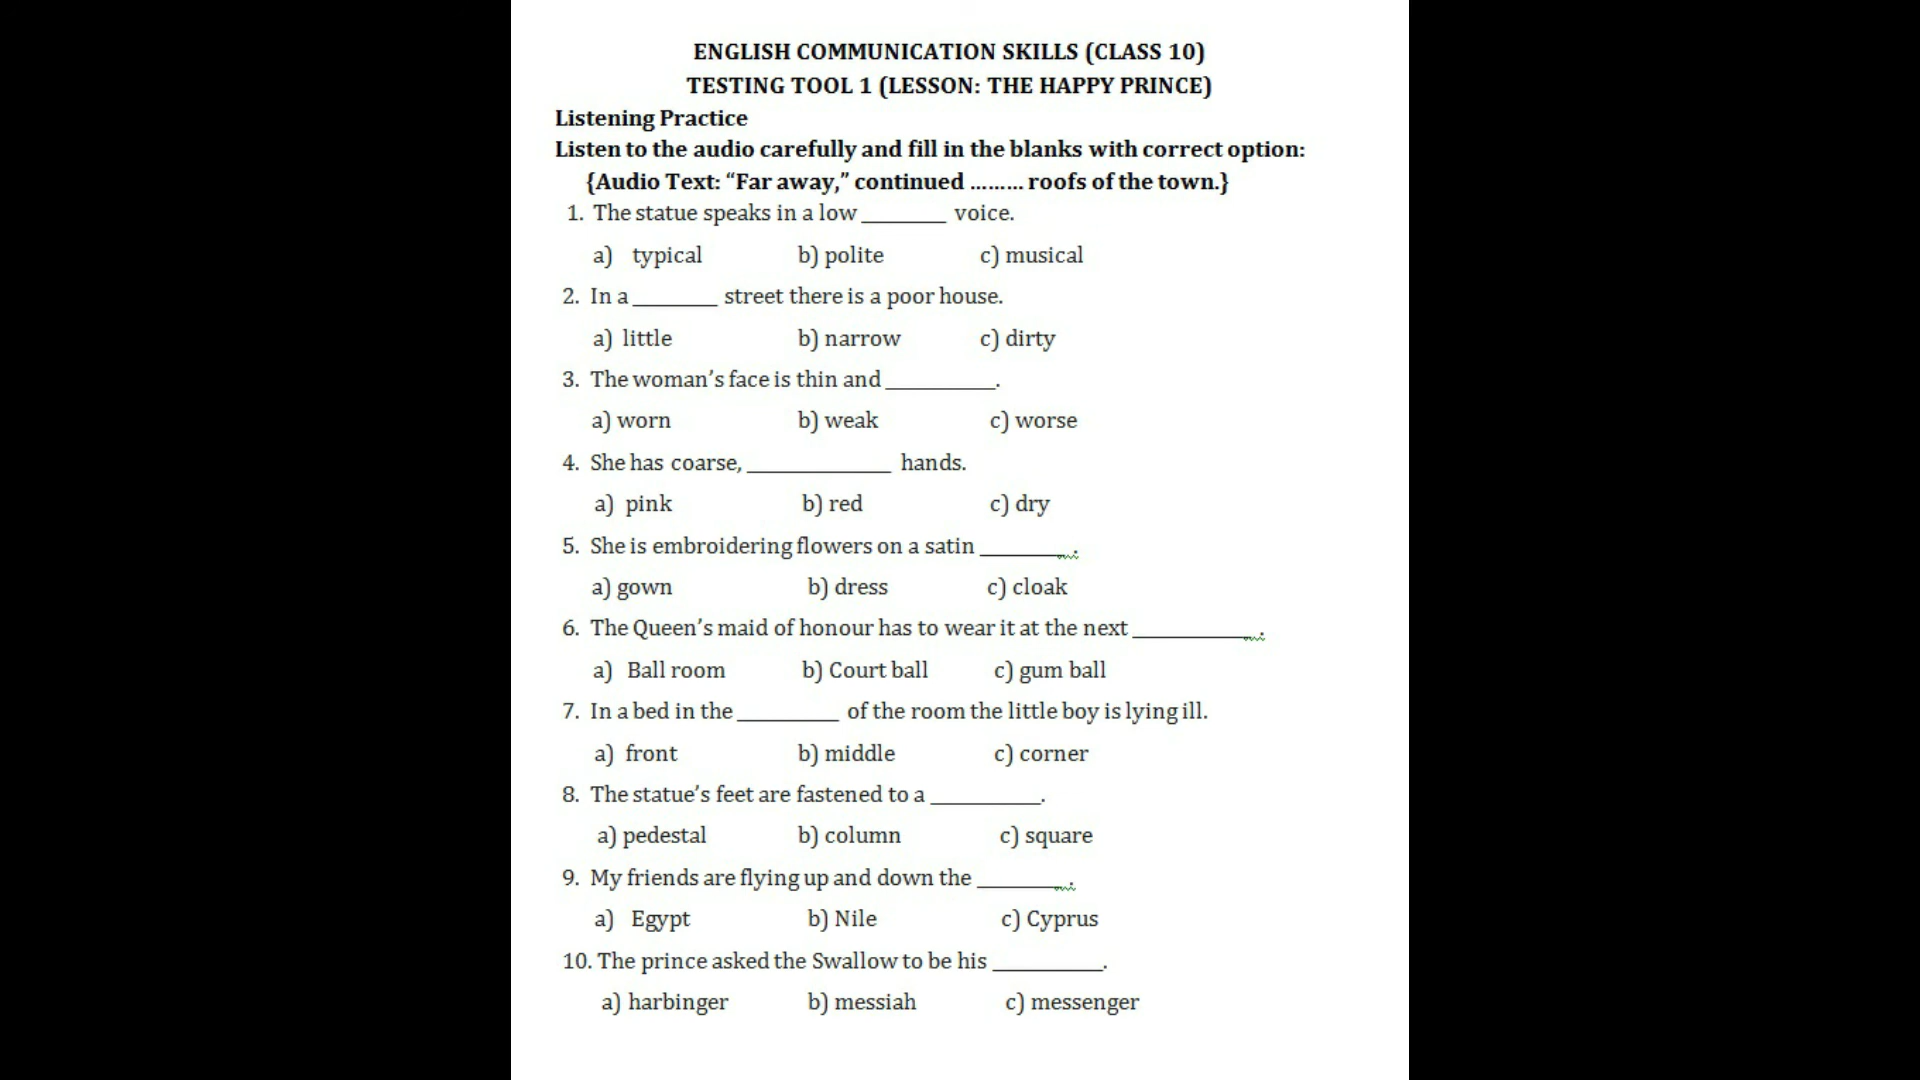 ENGLISH COMMUNICATION SKILLS (CLASS 10)
TESTING TOOL 1 (LESSON: THE HAPPY PRINCE)
Listening Practice
Listen to the audio carefully and fill in the blanks with correct option:
{Audio Text: “Far away,” continued ......... roofs of the town.}
1. The statue speaks in a low ________ voice.
a) typical b) polite c) musical
2. In a ________ street there is a poor house.
a) little b) narrow c) dirty
3. The woman’s face is thin and __________.
a) worn b) weak c) worse
4. She has coarse, _____________ hands.
a) pink b) red c) dry
5. She is embroidering flowers on a satin ________.
a) gown b) dress c) cloak
6. The Queen’s maid of honour has to wear it at the next ___________.
a) Ball room b) Court ball c) gum ball
7. In a bed in the _________ of the room the little boy is lying ill.
a) front b) middle c) corner
8. The statue’s feet are fastened to a __________.
a) pedestal b) column c) square
9. My friends are flying up and down the ________.
a) Egypt b) Nile c) Cyprus
10. The prince asked the Swallow to be his __________.
a) harbinger b) messiah c) messenger